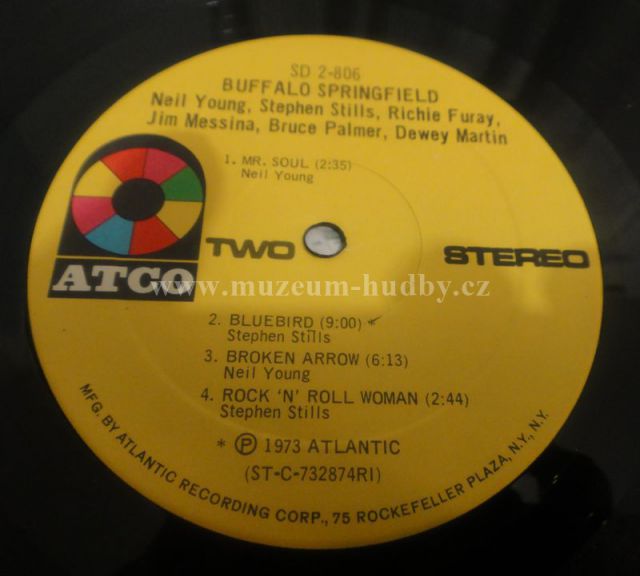 SD 2-806
BUFFALO SPRINGFIELD
Neil Young, Stephen Stills, Richie Furay,
Jim Messina, Bruce Palmer, Dewey Martin
1. MR. SOUL (2:35)
Neil Young
ATCO
TWO
STEREO
www.muzeum-hudby.cz
2. BLUEBIRD (9:00) *
Stephen Stills
3. BROKEN ARROW (6:13)
Neil Young
4. ROCK 'N' ROLL WOMAN (2:44)
Stephen Stills
* Ⓟ 1973 ATLANTIC
(ST-C-732874RI)
MFG. BY ATLANTIC RECORDING CORP., 75 ROCKEFELLER PLAZA, N.Y., N.Y.